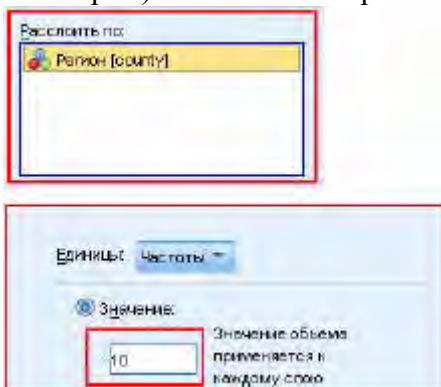 Расслоить по:
Регион [county]
Единицы: Частоты
Значение:
Значение объема
10
применяется к
каждому слою